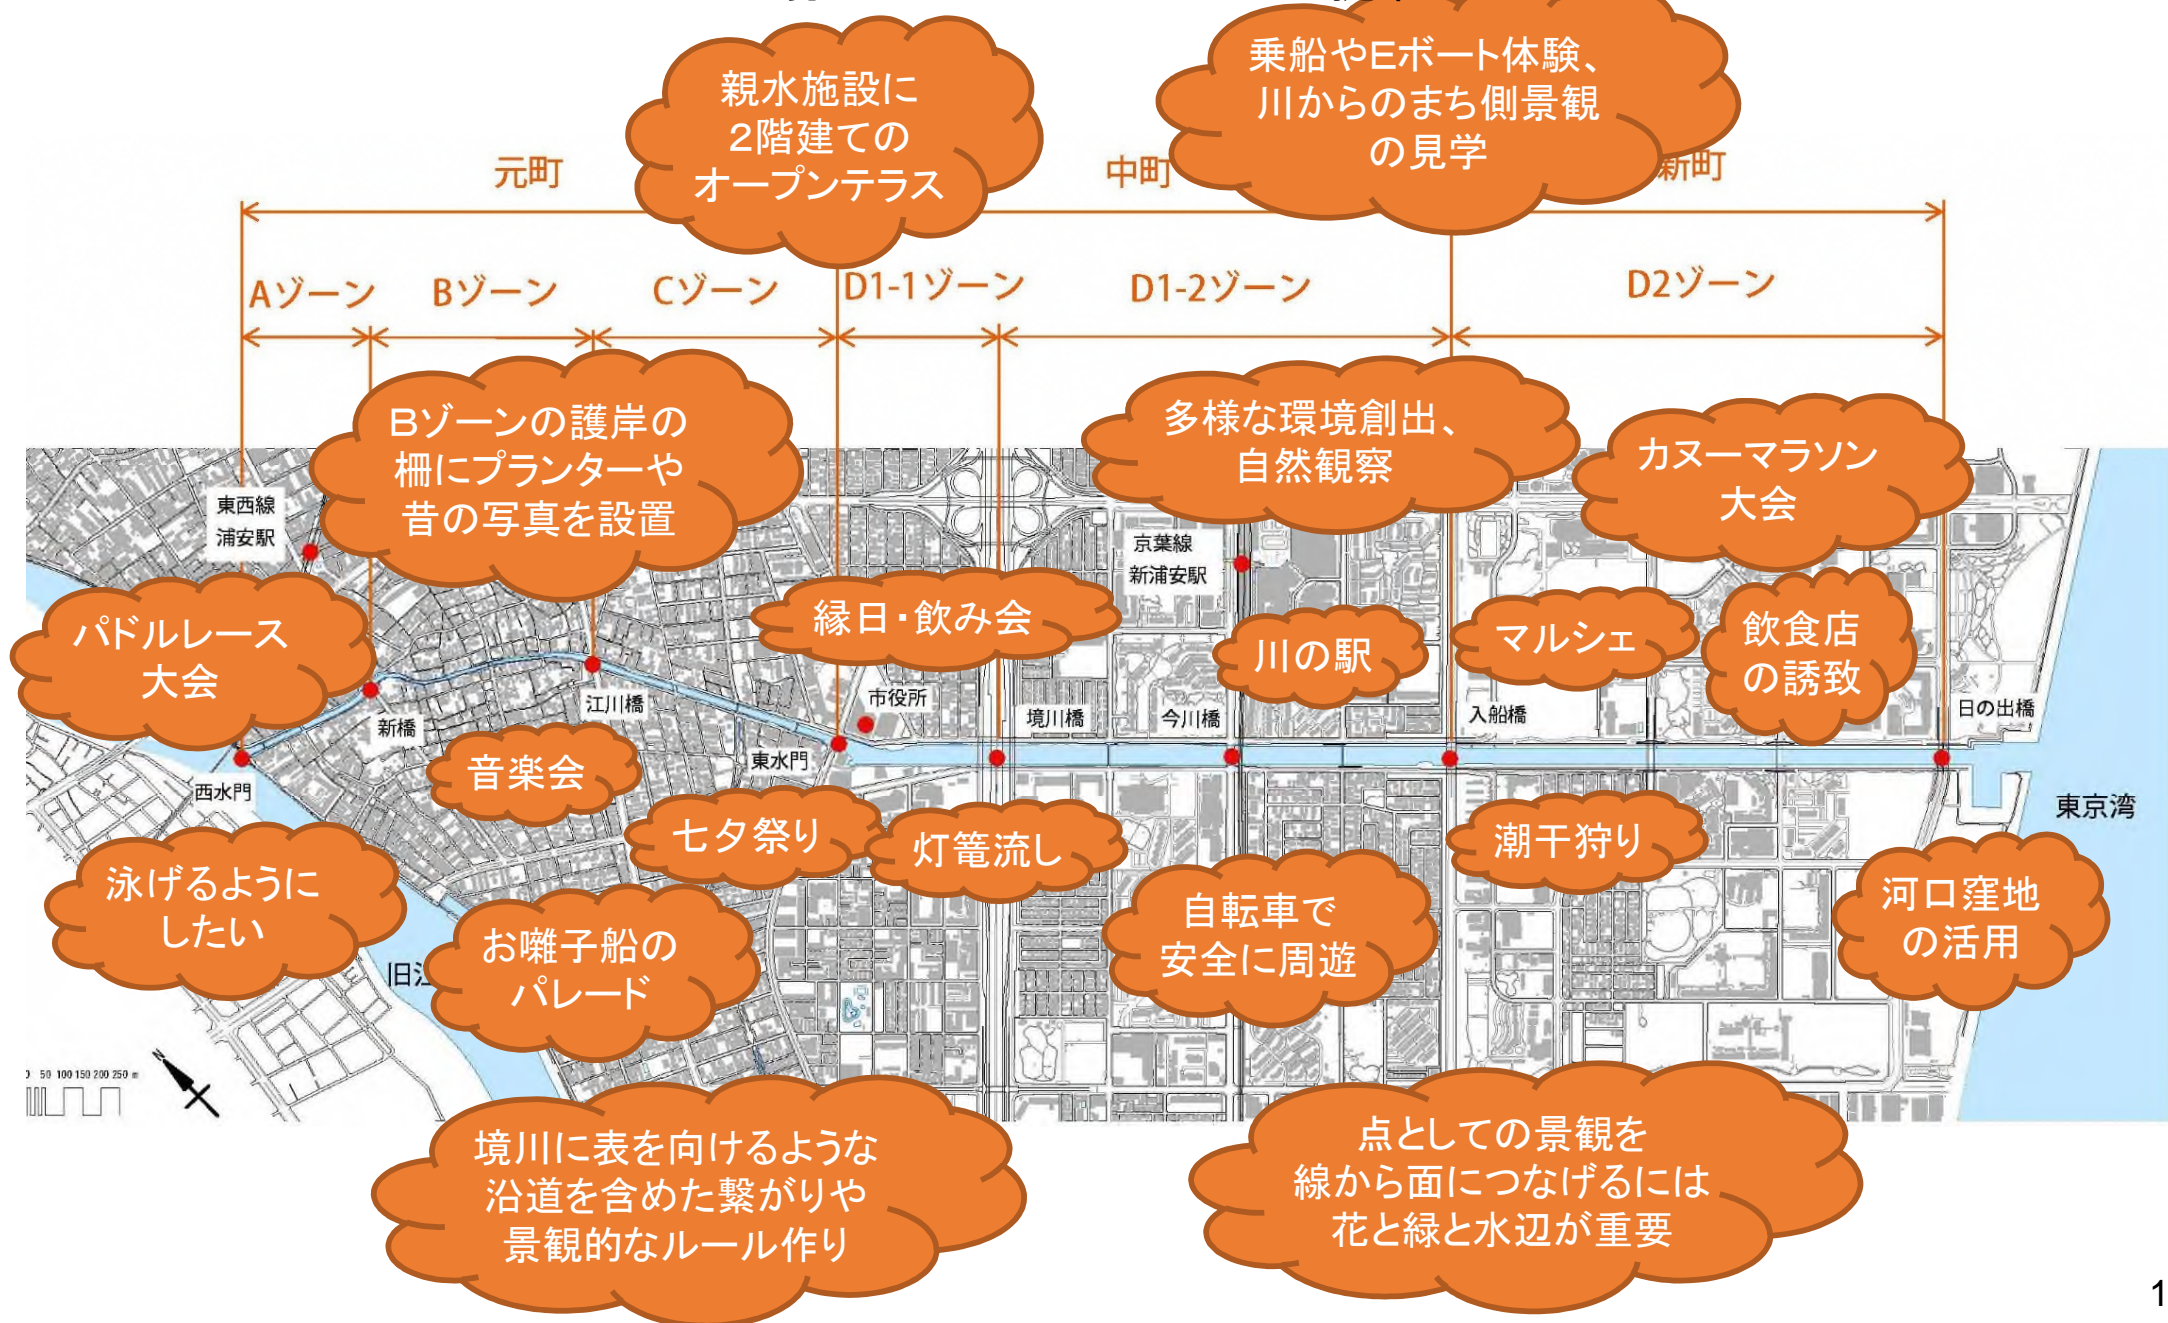 親水施設に
２階建ての
オープンテラス
乗船やEボート体験、
川からのまち側景観
の見学
元町
中町
新町
Aゾーン
Bゾーン
Cゾーン
D1-1ゾーン
D1-2ゾーン
D2ゾーン
Ｂゾーンの護岸の
柵にプランターや
昔の写真を設置
多様な環境創出、
自然観察
カヌーマラソン
大会
東西線
浦安駅
京葉線
新浦安駅
パドルレース
大会
縁日・飲み会
川の駅
マルシェ
飲食店
の誘致
新橋
江川橋
市役所
境川橋
今川橋
入船橋
日の出橋
西水門
東水門
音楽会
七夕祭り
灯篭流し
潮干狩り
東京湾
泳げるように
したい
お囃子船の
パレード
自転車で
安全に周遊
河口窪地
の活用
旧江
50 100 150 200 250 m
N
境川に表を向けるような
沿道を含めた繋がりや
景観的なルール作り
点としての景観を
線から面につなげるには
花と緑と水辺が重要
1